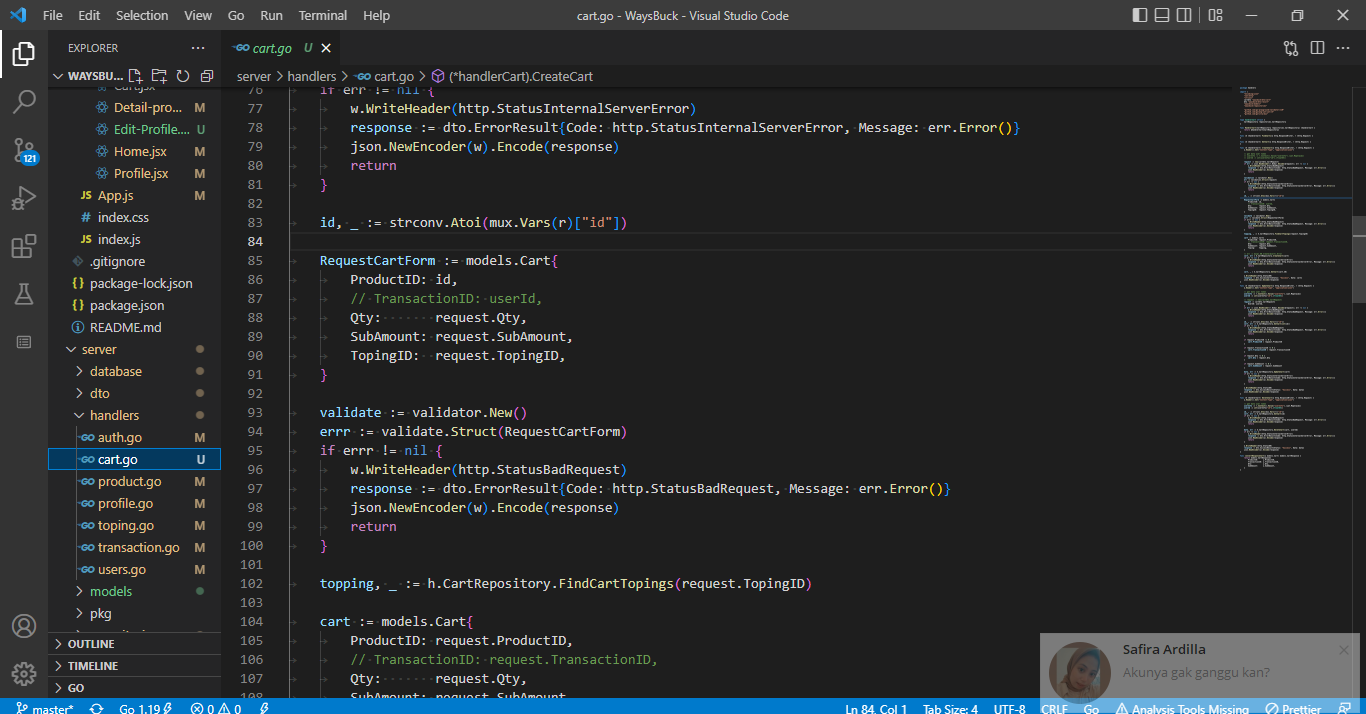 File Edit Selection View Go Run Terminal Help
cart.go - WaysBuck - Visual Studio Code
EXPLORER
WAYSBU...
Cart.jsx
Detail-pro... M
Edit-Profile.... U
Home.jsx M
Profile.jsx M
JS App.js M
# index.css
JS index.js
.gitignore
{} package-lock.json
{} package.json
README.md
server
database
dto
handlers
auth.go M
cart.go U
product.go M
profile.go M
toping.go M
transaction.go M
users.go M
models
pkg
OUTLINE
TIMELINE
GO
121
cart.go U
server > handlers > cart.go > (*handlerCart).CreateCart
76 if err != nil {
77 w.WriteHeader(http.StatusInternalServerError)
78 response := dto.ErrorResult{Code: http.StatusInternalServerError, Message: err.Error()}
79 json.NewEncoder(w).Encode(response)
80 return
81 }
82
83 id, _ := strconv.Atoi(mux.Vars(r)["id"])
84
85 RequestCartForm := models.Cart{
86 ProductID: id,
87 // TransactionID: userId,
88 Qty: request.Qty,
89 SubAmount: request.SubAmount,
90 TopingID: request.TopingID,
91 }
92
93 validate := validator.New()
94 errr := validate.Struct(RequestCartForm)
95 if errr != nil {
96 w.WriteHeader(http.StatusBadRequest)
97 response := dto.ErrorResult{Code: http.StatusBadRequest, Message: err.Error()}
98 json.NewEncoder(w).Encode(response)
99 return
100 }
101
102 topping, _ := h.CartRepository.FindCartTopings(request.TopingID)
103
104 cart := models.Cart{
105 ProductID: request.ProductID,
106 // TransactionID: request.TransactionID,
107 Qty: request.Qty,
108 SubAmount: request.SubAmount,
Safira Ardilla
Akunya gak ganggu kan?
master* Go 1.19 0 0 Ln 84, Col 1 Tab Size: 4 UTF-8 CRLF Go Analysis Tools Missing Prettier